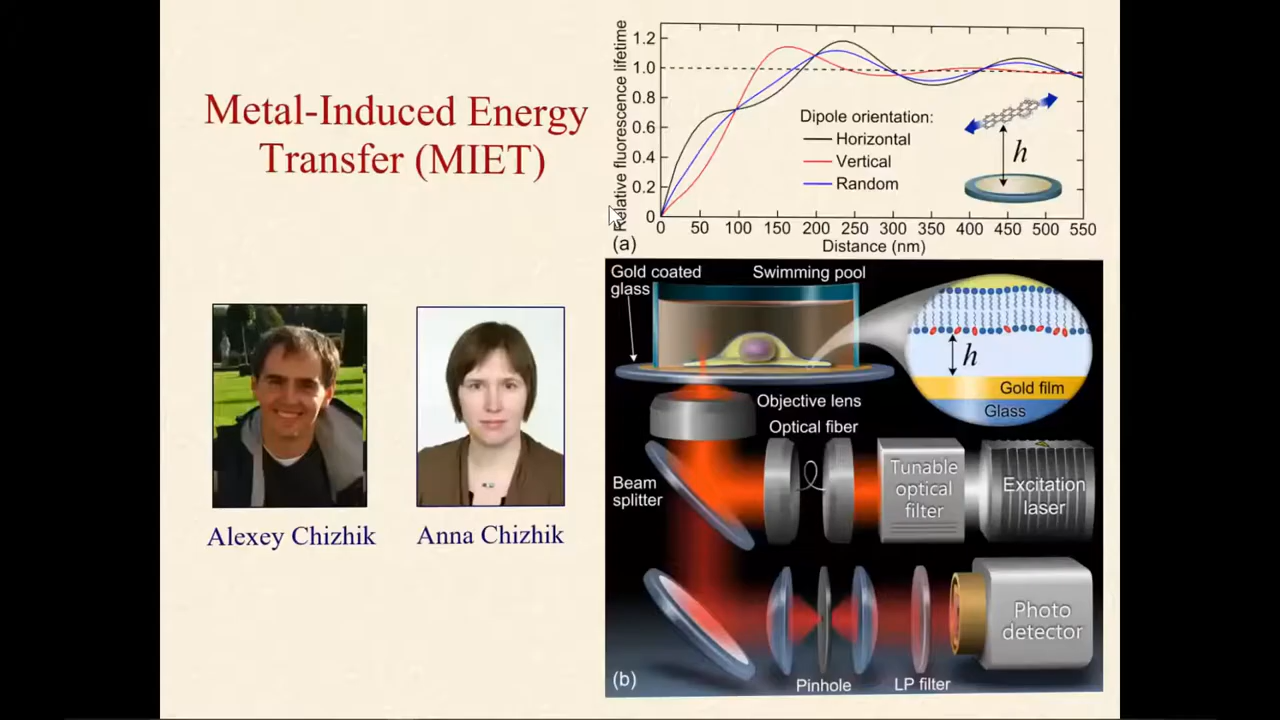 Metal-Induced Energy
Transfer (MIET)
Alexey Chizhik
Anna Chizhik
Relative fluorescence lifetime
1.2
1.0
0.8
0.6
0.4
0.2
0
Dipole orientation:
Horizontal
Vertical
Random
h
0 50 100 150 200 250 300 350 400 450 500 550
Distance (nm)
(a)
Gold coated
glass
Swimming pool
h
Gold film
Glass
Objective lens
Optical fiber
Beam
splitter
Tunable
optical
filter
Excitation
laser
Photo
detector
Pinhole
LP filter
(b)